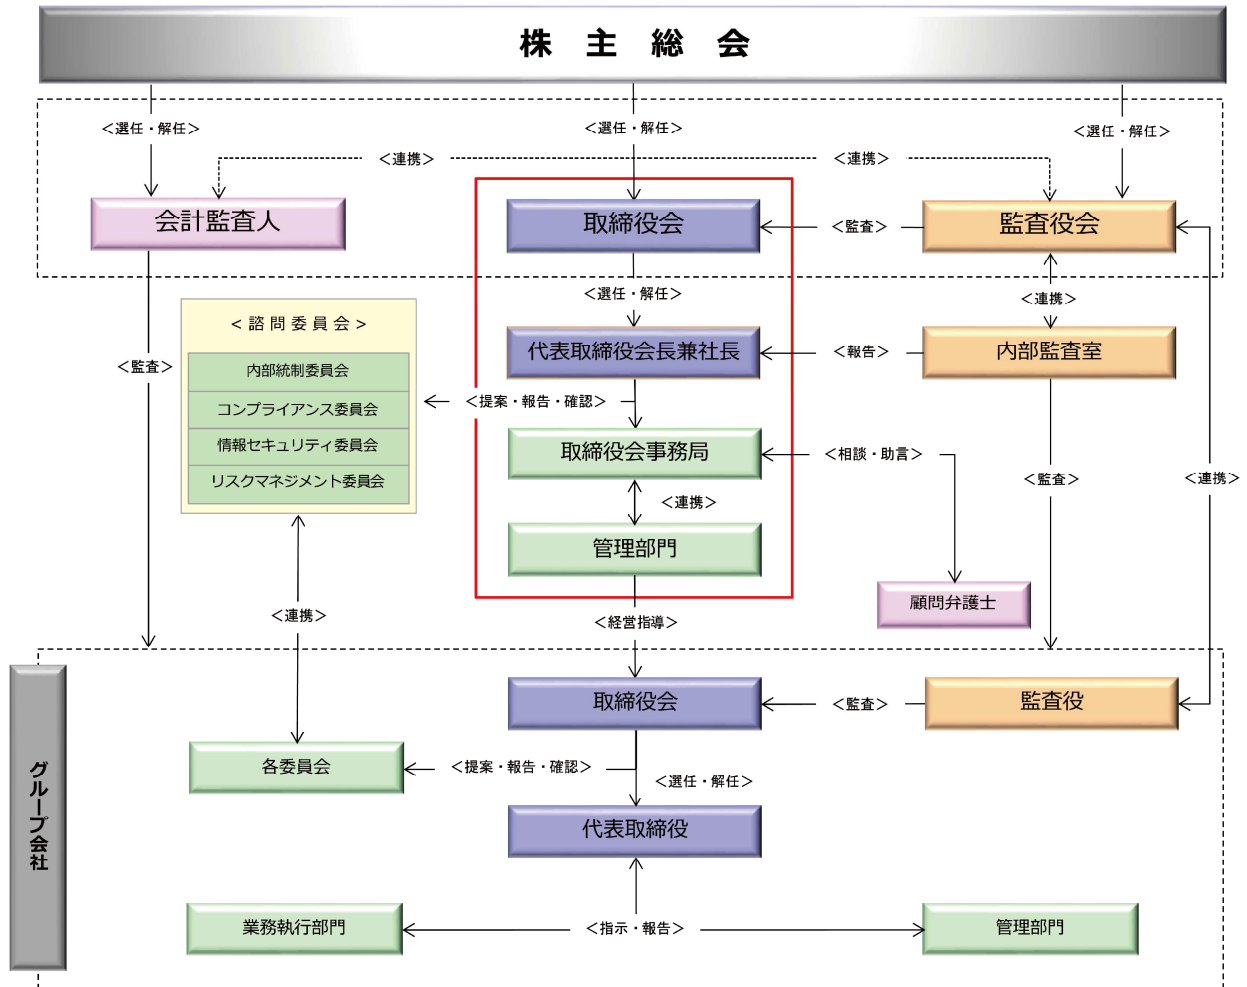 株主総会
＜選任・解任＞
＜選任・解任＞
＜選任・解任＞
＜連携＞
＜連携＞
会計監査人
取締役会
＜監査＞
監査役会
＜選任・解任＞
＜連携＞
＜諮問委員会＞
内部統制委員会
コンプライアンス委員会
情報セキュリティ委員会
リスクマネジメント委員会
＜監査＞
代表取締役会長兼社長
＜報告＞
内部監査室
＜提案・報告・確認＞
取締役会事務局
＜相談・助言＞
＜監査＞
＜連携＞
＜連携＞
管理部門
顧問弁護士
＜連携＞
＜経営指導＞
グループ会社
取締役会
＜監査＞
監査役
各委員会
＜提案・報告・確認＞
＜選任・解任＞
代表取締役
業務執行部門
＜指示・報告＞
管理部門